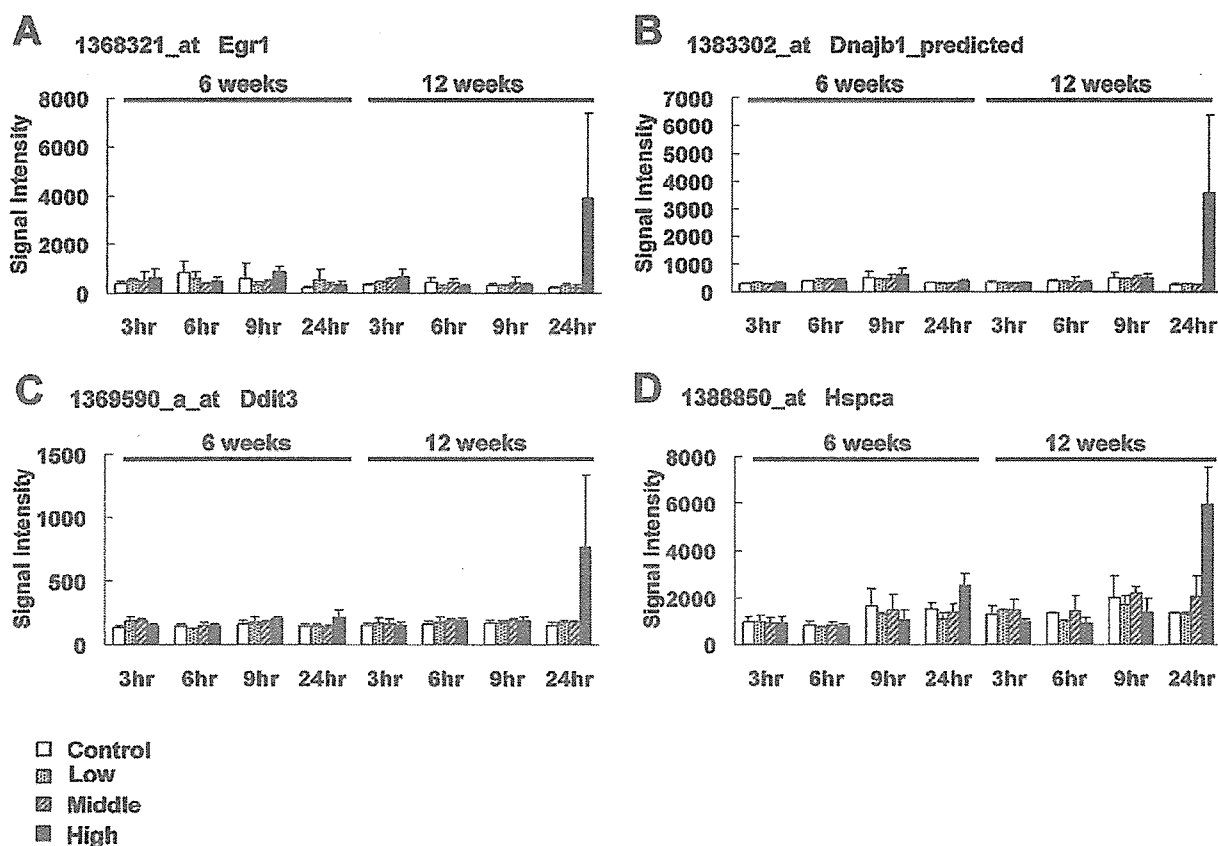 A
1368321_at Egr1
6 weeks
12 weeks
Signal Intensity
8000
6000
4000
2000
0
3hr 6hr 9hr 24hr 3hr 6hr 9hr 24hr
B
1383302_at Dnajb1_predicted
6 weeks
12 weeks
Signal Intensity
7000
6000
5000
4000
3000
2000
1000
0
3hr 6hr 9hr 24hr 3hr 6hr 9hr 24hr
C
1369590_a_at Ddit3
6 weeks
12 weeks
Signal Intensity
1500
1000
500
0
3hr 6hr 9hr 24hr 3hr 6hr 9hr 24hr
D
1388850_at Hspca
6 weeks
12 weeks
Signal Intensity
8000
6000
4000
2000
0
3hr 6hr 9hr 24hr 3hr 6hr 9hr 24hr
Control
Low
Middle
High